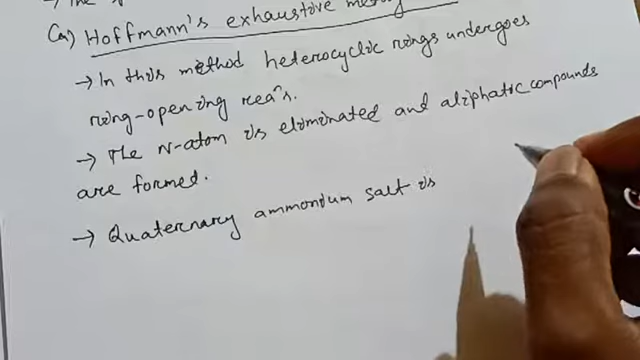 → The
(a) Hoffmann's exhaustive
→ In this method heterocyclic rings undergoes
ring-opening reaⁿs.
→ The N-atom is eliminated and aliphatic compounds
are formed.
→ Quaternary ammonium salt is